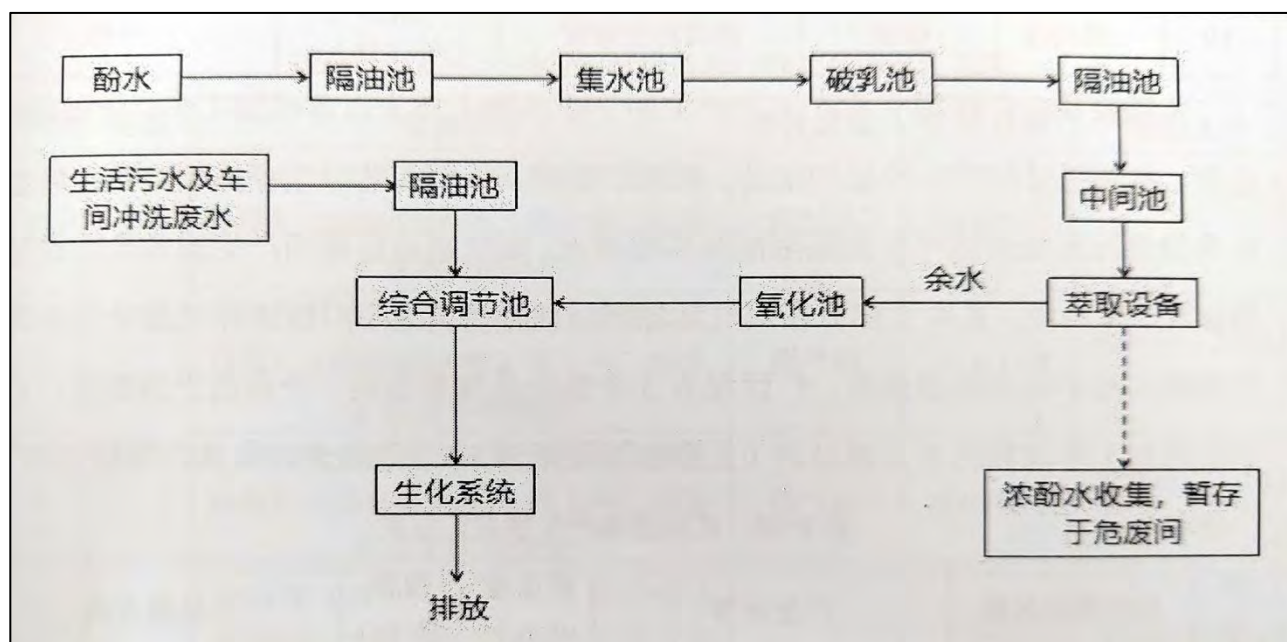 酚水
隔油池
集水池
破乳池
隔油池
生活污水及车
间冲洗废水
隔油池
中间池
综合调节池
氧化池
余水
萃取设备
生化系统
浓酚水收集，暂存
于危废间
排放